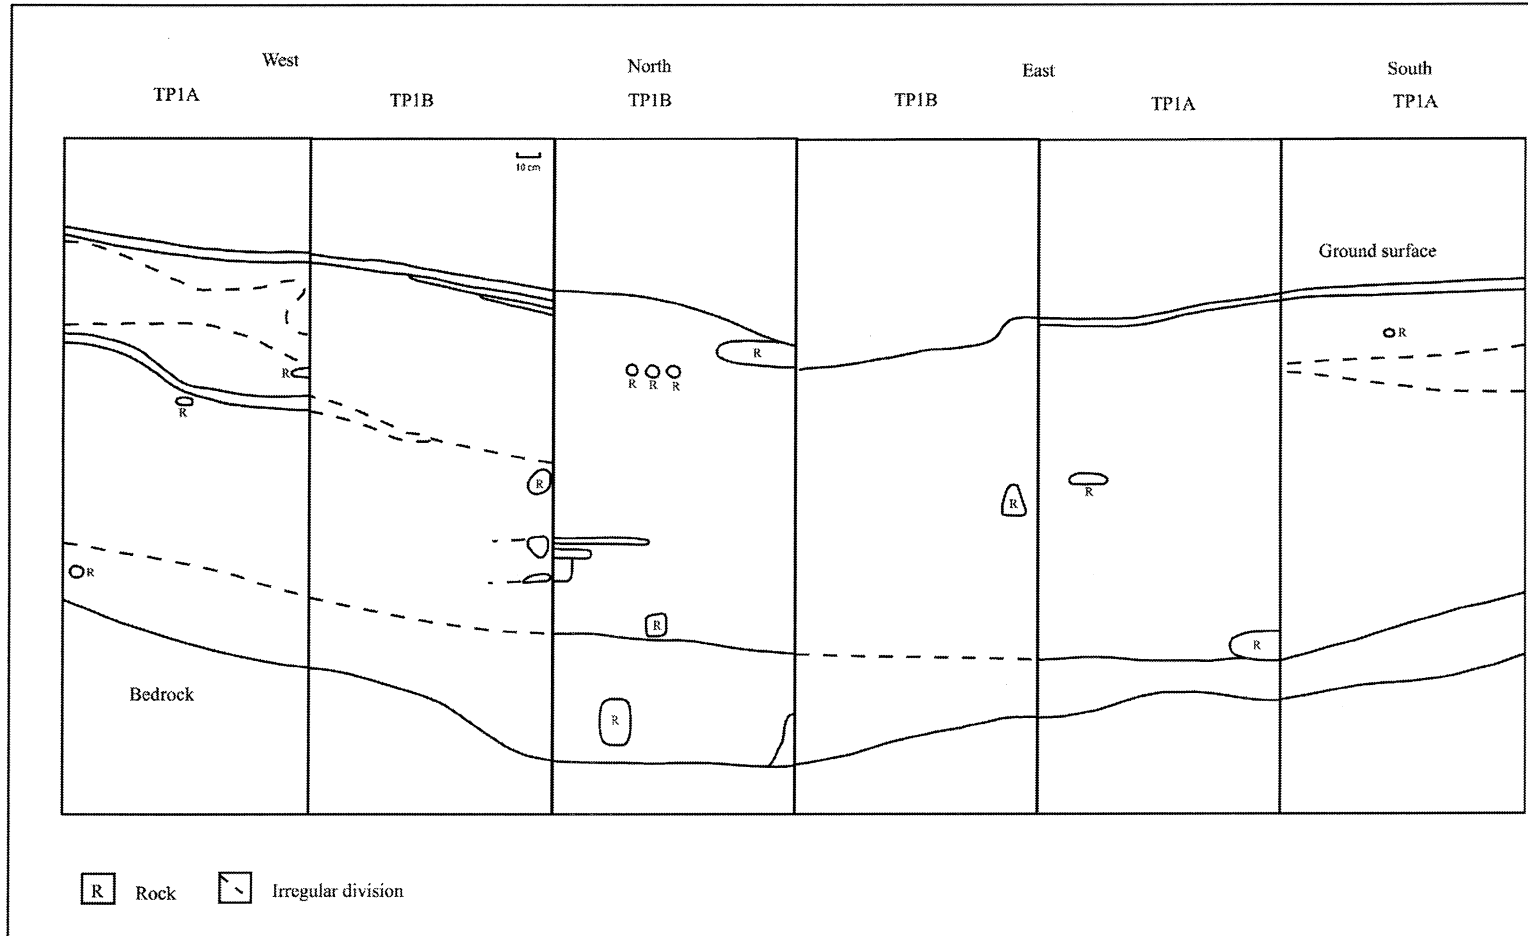 West
North
East
South
TP1A
TP1B
TP1B
TP1B
TP1A
TP1A
10 cm
Ground surface
R
R
R R R
R
R
R
R
R
R
R
R
R
R
Bedrock
R
R Rock
Irregular division